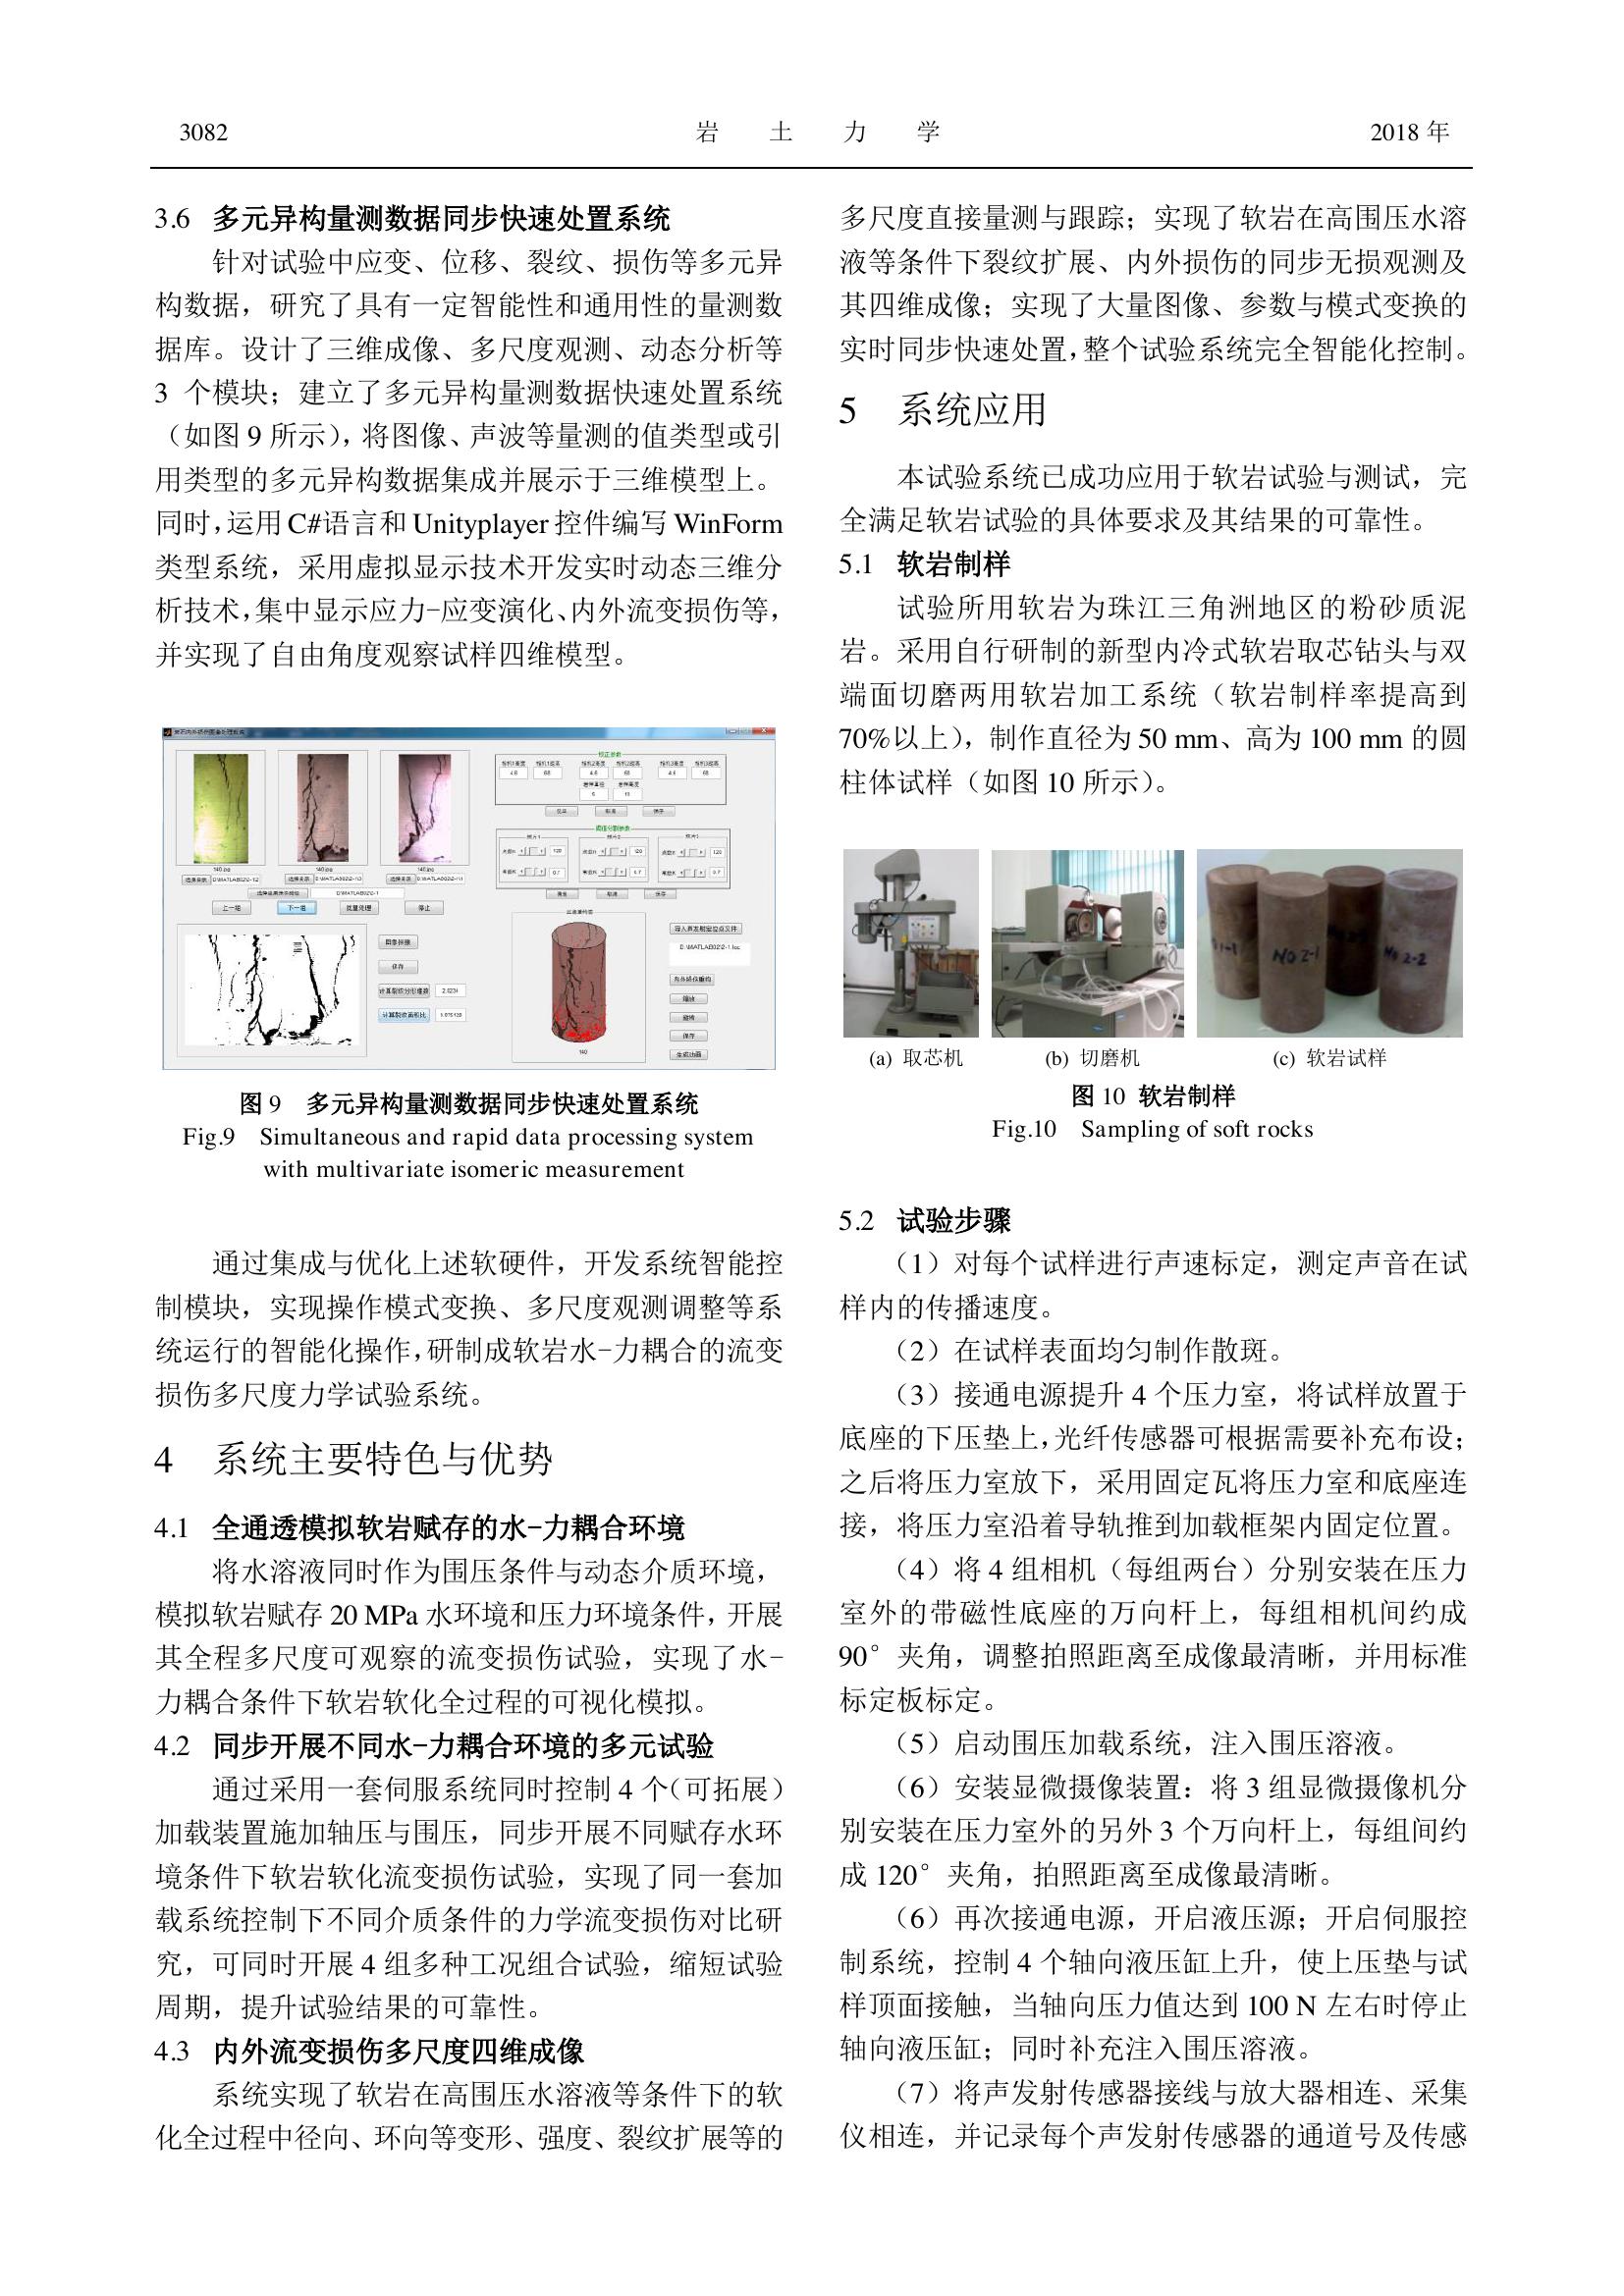 3082
岩 土 力 学
2018 年
3.6 多元异构量测数据同步快速处置系统
针对试验中应变、位移、裂纹、损伤等多元异
构数据，研究了具有一定智能性和通用性的量测数
据库。设计了三维成像、多尺度观测、动态分析等
3 个模块；建立了多元异构量测数据快速处置系统
（如图 9 所示），将图像、声波等量测的值类型或引
用类型的多元异构数据集成并展示于三维模型上。
同时，运用 C#语言和 Unityplayer 控件编写 WinForm
类型系统，采用虚拟显示技术开发实时动态三维分
析技术，集中显示应力-应变演化、内外流变损伤等，
并实现了自由角度观察试样四维模型。
上一组
下一组
批量处理
停止
保存
图 9 多元异构量测数据同步快速处置系统
Fig.9 Simultaneous and rapid data processing system
with multivariate isomeric measurement
通过集成与优化上述软硬件，开发系统智能控
制模块，实现操作模式变换、多尺度观测调整等系
统运行的智能化操作，研制成软岩水-力耦合的流变
损伤多尺度力学试验系统。
4 系统主要特色与优势
4.1 全通透模拟软岩赋存的水-力耦合环境
将水溶液同时作为围压条件与动态介质环境，
模拟软岩赋存 20 MPa 水环境和压力环境条件，开展
其全程多尺度可观察的流变损伤试验，实现了水-
力耦合条件下软岩软化全过程的可视化模拟。
4.2 同步开展不同水-力耦合环境的多元试验
通过采用一套伺服系统同时控制 4 个（可拓展）
加载装置施加轴压与围压，同步开展不同赋存水环
境条件下软岩软化流变损伤试验，实现了同一套加
载系统控制下不同介质条件的力学流变损伤对比研
究，可同时开展 4 组多种工况组合试验，缩短试验
周期，提升试验结果的可靠性。
4.3 内外流变损伤多尺度四维成像
系统实现了软岩在高围压水溶液等条件下的软
化全过程中径向、环向等变形、强度、裂纹扩展等的
多尺度直接量测与跟踪；实现了软岩在高围压水溶
液等条件下裂纹扩展、内外损伤的同步无损观测及
其四维成像；实现了大量图像、参数与模式变换的
实时同步快速处置，整个试验系统完全智能化控制。
5 系统应用
本试验系统已成功应用于软岩试验与测试，完
全满足软岩试验的具体要求及其结果的可靠性。
5.1 软岩制样
试验所用软岩为珠江三角洲地区的粉砂质泥
岩。采用自行研制的新型内冷式软岩取芯钻头与双
端面切磨两用软岩加工系统（软岩制样率提高到
70%以上），制作直径为 50 mm、高为 100 mm 的圆
柱体试样（如图 10 所示）。
NO 2-1
NO 2-2
(a) 取芯机
(b) 切磨机
(c) 软岩试样
图 10 软岩制样
Fig.10 Sampling of soft rocks
5.2 试验步骤
（1）对每个试样进行声速标定，测定声音在试
样内的传播速度。
（2）在试样表面均匀制作散斑。
（3）接通电源提升 4 个压力室，将试样放置于
底座的下压垫上，光纤传感器可根据需要补充布设；
之后将压力室放下，采用固定瓦将压力室和底座连
接，将压力室沿着导轨推到加载框架内固定位置。
（4）将 4 组相机（每组两台）分别安装在压力
室外的带磁性底座的万向杆上，每组相机间约成
90°夹角，调整拍照距离至成像最清晰，并用标准
标定板标定。
（5）启动围压加载系统，注入围压溶液。
（6）安装显微摄像装置：将 3 组显微摄像机分
别安装在压力室外的另外 3 个万向杆上，每组间约
成 120°夹角，拍照距离至成像最清晰。
（6）再次接通电源，开启液压源；开启伺服控
制系统，控制 4 个轴向液压缸上升，使上压垫与试
样顶面接触，当轴向压力值达到 100 N 左右时停止
轴向液压缸；同时补充注入围压溶液。
（7）将声发射传感器接线与放大器相连、采集
仪相连，并记录每个声发射传感器的通道号及传感